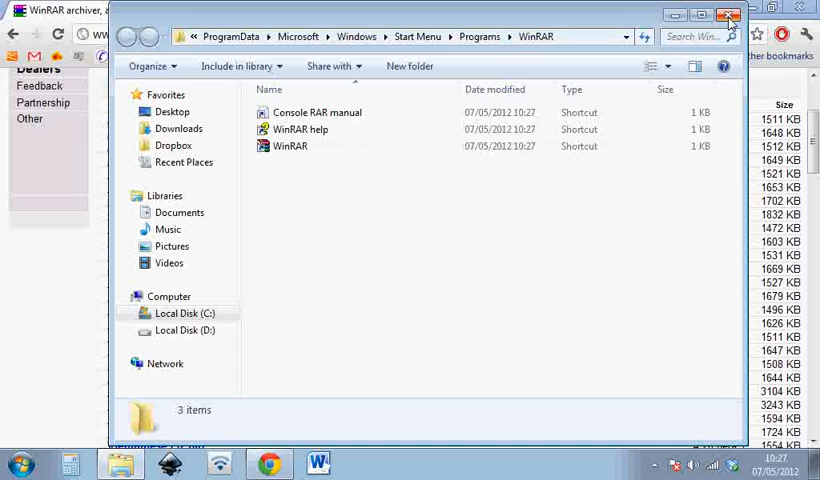 WinRAR archiver, a
ww
« ProgramData Microsoft Windows Start Menu Programs WinRAR
Search Win...
Organize Include in library Share with New folder
other bookmarks
Dealers
Feedback
Partnership
Other
Favorites
Desktop
Downloads
Dropbox
Recent Places
Libraries
Documents
Music
Pictures
Videos
Computer
Local Disk (C:)
Local Disk (D:)
Network
Name Date modified Type Size
Console RAR manual 07/05/2012 10:27 Shortcut 1 KB
WinRAR help 07/05/2012 10:27 Shortcut 1 KB
WinRAR 07/05/2012 10:27 Shortcut 1 KB
3 items
Size
1511 KB
1648 KB
1512 KB
1649 KB
1521 KB
1653 KB
1702 KB
1832 KB
1472 KB
1603 KB
1531 KB
1669 KB
1527 KB
1679 KB
1496 KB
1626 KB
1511 KB
1647 KB
1508 KB
1644 KB
3104 KB
3243 KB
1594 KB
1724 KB
1554 KB
10:27
07/05/2012